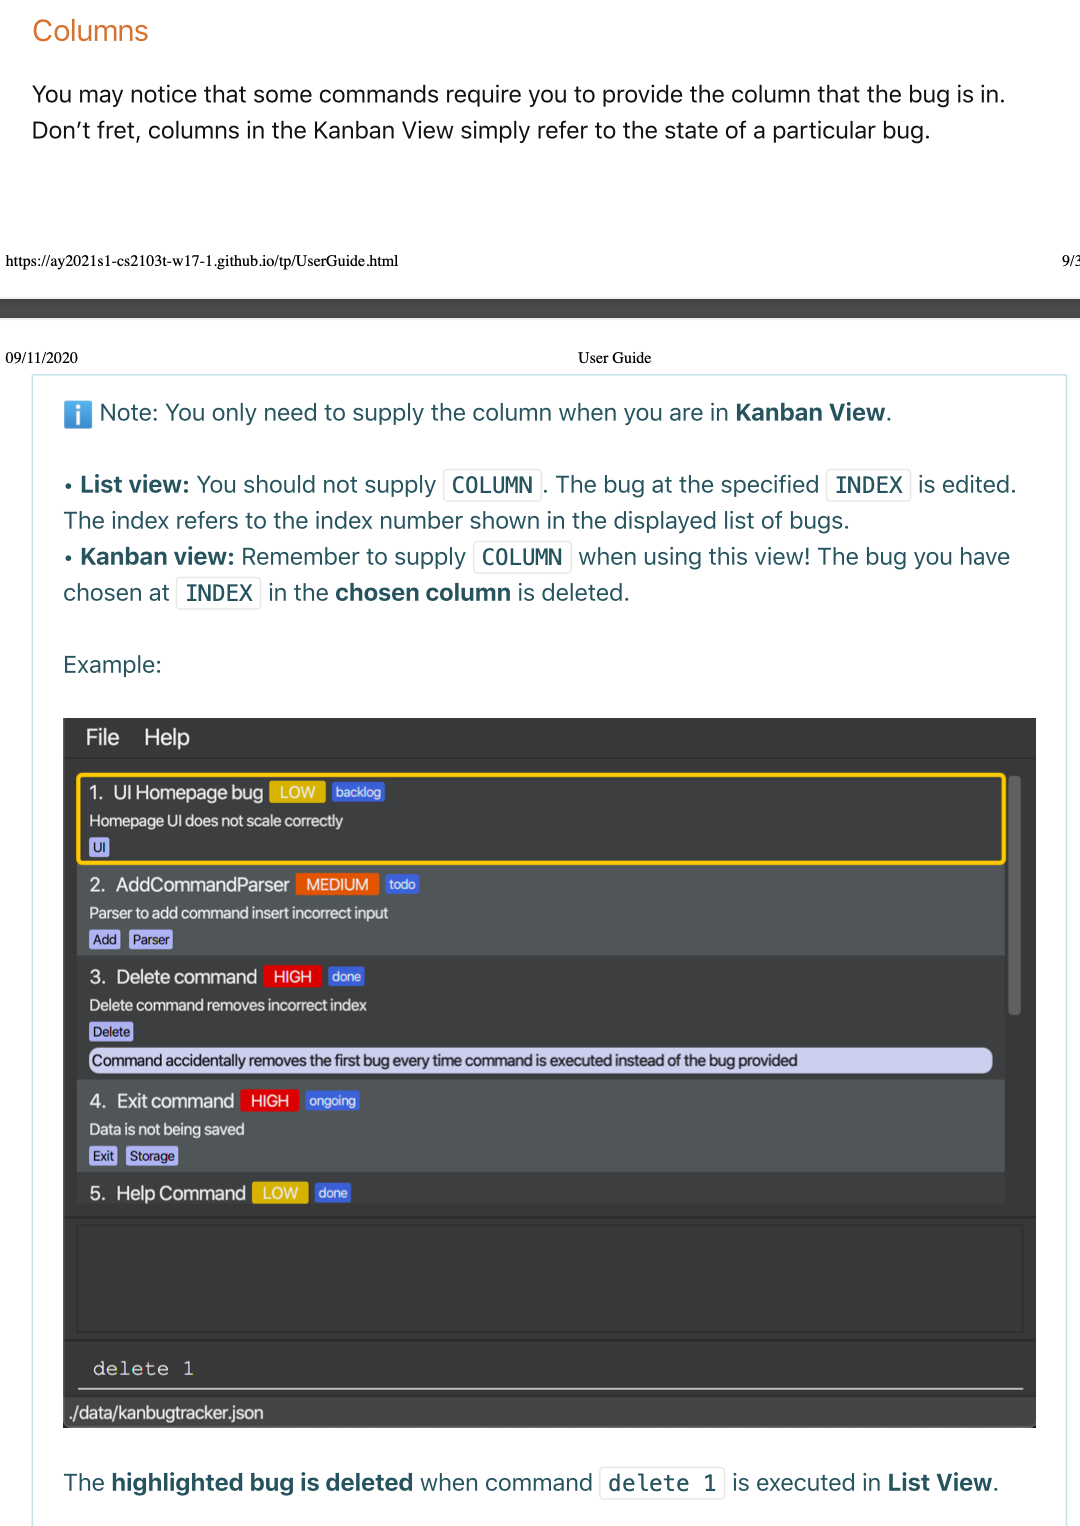 Columns
You may notice that some commands require you to provide the column that the bug is in.
Don't fret, columns in the Kanban View simply refer to the state of a particular bug.
https://ay2021s1-cs2103t-w17-1.github.io/tp/UserGuide.html 9/3
09/11/2020 User Guide
Note: You only need to supply the column when you are in Kanban View.
• List view: You should not supply COLUMN . The bug at the specified INDEX is edited.
The index refers to the index number shown in the displayed list of bugs.
• Kanban view: Remember to supply COLUMN when using this view! The bug you have
chosen at INDEX in the chosen column is deleted.
Example:
File Help
1. UI Homepage bug LOW backlog
Homepage UI does not scale correctly
UI
2. AddCommandParser MEDIUM todo
Parser to add command insert incorrect input
Add Parser
3. Delete command HIGH done
Delete command removes incorrect index
Delete
Command accidentally removes the first bug every time command is executed instead of the bug provided
4. Exit command HIGH ongoing
Data is not being saved
Exit Storage
5. Help Command LOW done
delete 1
./data/kanbugtracker.json
The highlighted bug is deleted when command delete 1 is executed in List View.